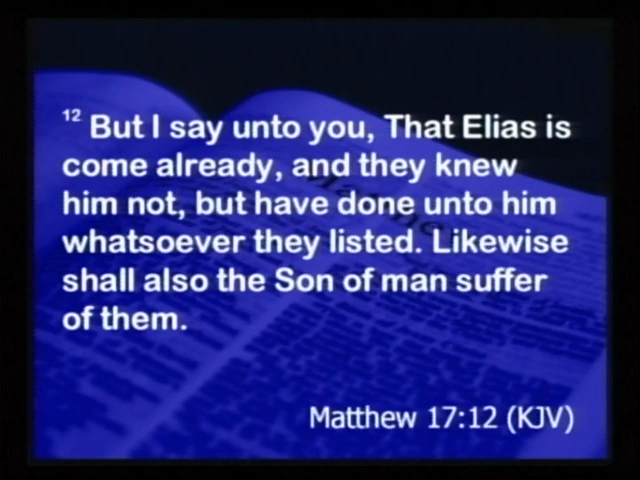 12 But I say unto you, That Elias is
come already, and they knew
him not, but have done unto him
whatsoever they listed. Likewise
shall also the Son of man suffer
of them.
Matthew 17:12 (KJV)